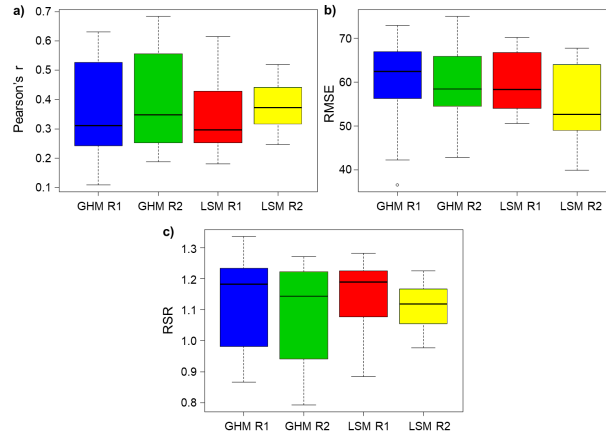 a)
Pearson's r
0.7
0.6
0.5
0.4
0.3
0.2
0.1
GHM R1 GHM R2 LSM R1 LSM R2
b)
RMSE
70
60
50
40
GHM R1 GHM R2 LSM R1 LSM R2
c)
RSR
1.3
1.2
1.1
1.0
0.9
0.8
GHM R1 GHM R2 LSM R1 LSM R2